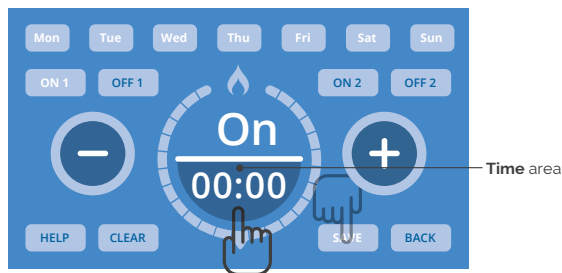 Mon Tue Wed Thu Fri Sat Sun
ON 1 OFF 1 ON 2 OFF 2
On
− +
Time area
00:00
HELP CLEAR SAVE BACK